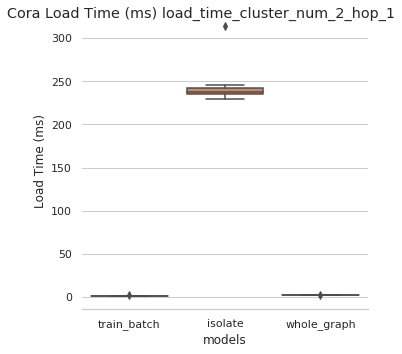 Cora Load Time (ms) load_time_cluster_num_2_hop_1
300
250
200
150
100
50
0
Load Time (ms)
train_batch
isolate
whole_graph
models